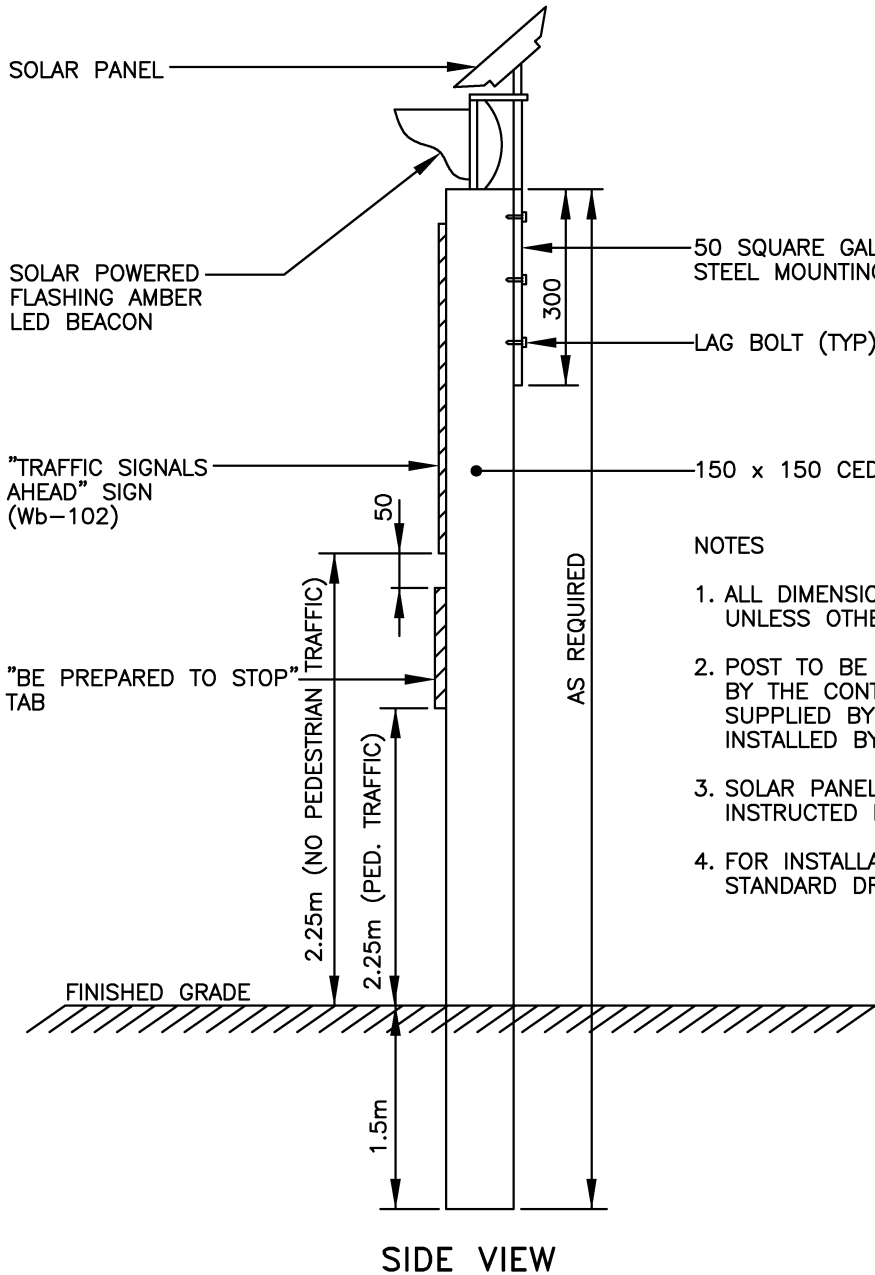 SOLAR PANEL
SOLAR POWERED
FLASHING AMBER
LED BEACON
50 SQUARE
STEEL
300
LAG BOLT (TYP)
"TRAFFIC SIGNALS
AHEAD" SIGN
(Wb-102)
50
150 x 150
AS REQUIRED
"BE PREPARED TO STOP"
TAB
2.25m (NO PEDESTRIAN TRAFFIC)
2.25m (PED. TRAFFIC)
NOTES
1. ALL
UNLESS
2. POST TO BE
BY THE
SUPPLIED BY
INSTALLED BY
3. SOLAR PANEL
INSTRUCTED
4. FOR
STANDARD
FINISHED GRADE
1.5m
SIDE VIEW